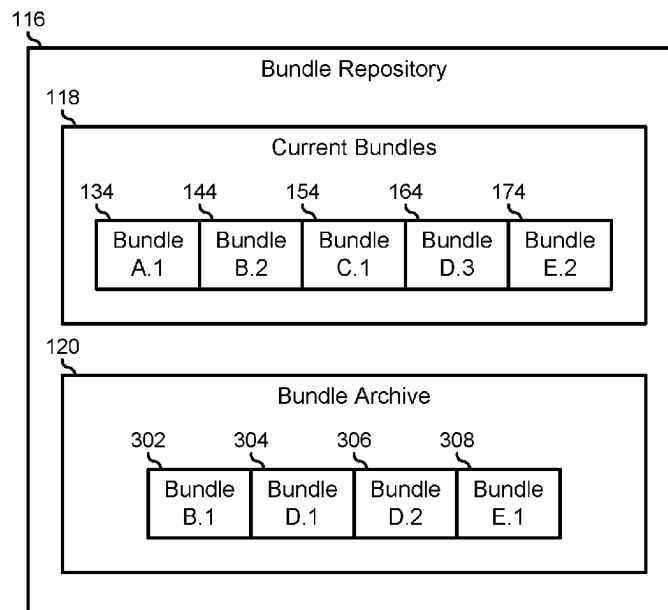 116
Bundle Repository
118
Current Bundles
134 144 154 164 174
Bundle A.1
Bundle B.2
Bundle C.1
Bundle D.3
Bundle E.2
120
Bundle Archive
302 304 306 308
Bundle B.1
Bundle D.1
Bundle D.2
Bundle E.1